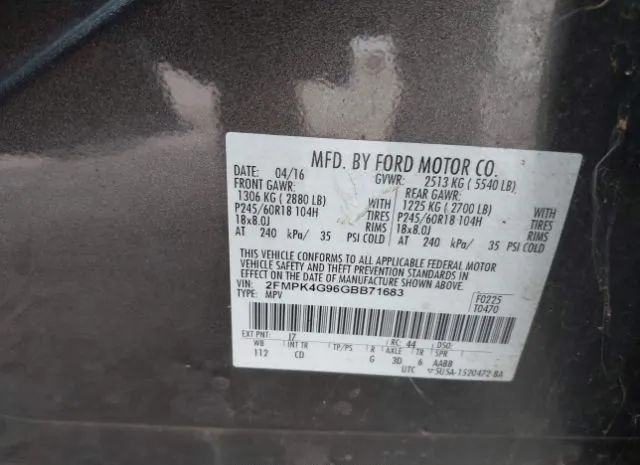 MFD. BY FORD MOTOR CO.
DATE: 04/16 GVWR: 2513 KG ( 5540 LB)
FRONT GAWR: REAR GAWR:
1306 KG ( 2880 LB) WITH 1225 KG ( 2700 LB) WITH
P245/60R18 104H TIRES P245/60R18 104H TIRES
18x8.0J RIMS 18x8.0J RIMS
AT 240 kPa/ 35 PSI COLD AT 240 kPa/ 35 PSI COLD
THIS VEHICLE CONFORMS TO ALL APPLICABLE FEDERAL MOTOR
VEHICLE SAFETY AND THEFT PREVENTION STANDARDS IN
EFFECT ON THE DATE OF MANUFACTURE SHOWN ABOVE.
VIN: 2FMPK4G96GBB71683
TYPE: MPV
F0225
T0470
EXT PNT: J7 RC: 44 DSO:
WB INT TR TP/PS R AXLE TR SPR
112 CD G 3D 6 AABB
UTC 5U5A-1520472-BA